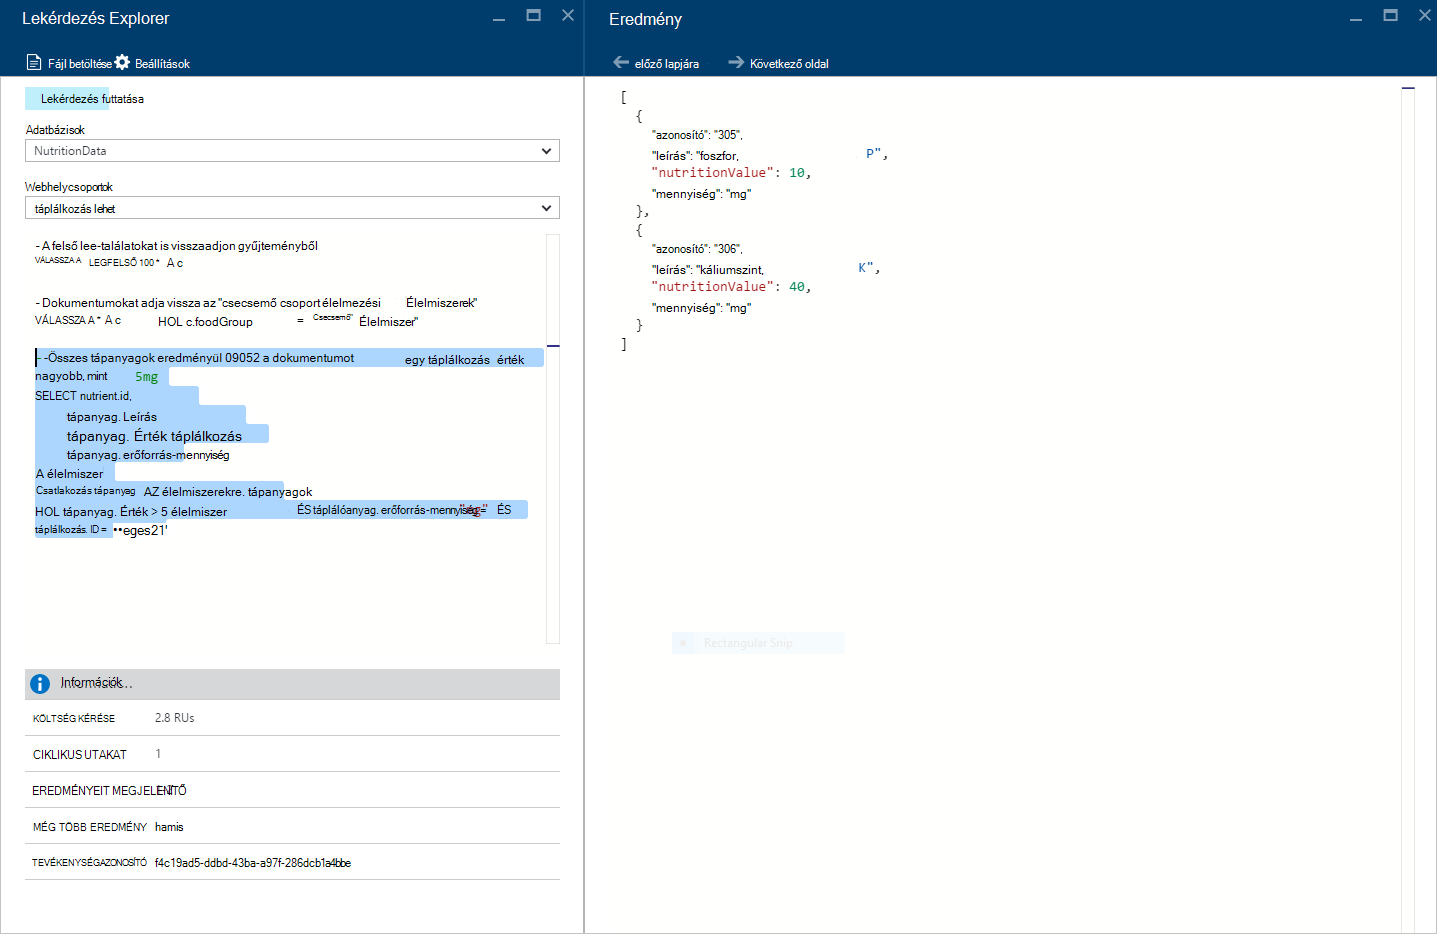 Lekérdezés Explorer
Fájl betöltése Beállítások
Lekérdezés futtatása
Adatbázisok
NutritionData
Webhelycsoportok
táplálkozás lehet
- A felső lee-találatokat is visszaadjon gyűjteményből
VÁLASSZA A LEGFELSŐ 100 * A c
- Dokumentumokat adja vissza az "csecsemő csoport élelmezési Élelmiszerek"
VÁLASSZA A * A c HOL c.foodGroup = Csecsemő" Élelmiszer"
- -Összes tápanyagok eredményül 09052 a dokumentumot egy táplálkozás érték
nagyobb, mint 5mg
SELECT nutrient.id,
tápanyag. Leírás
tápanyag. Érték táplálkozás
tápanyag. erőforrás-mennyiség
A élelmiszer
Csatlakozás tápanyag AZ élelmiszerekre. tápanyagok
HOL tápanyag. Érték > 5 élelmiszer ÉS táplálóanyag. erőforrás-mennyiség= ÉS
táplálkozás. ID = ••eges21'
Információk...
KÖLTSÉG KÉRÉSE 2.8 RUs
CIKLIKUS UTAKAT 1
EREDMÉNYEIT MEGJELENÍTŐ
MÉG TÖBB EREDMÉNY hamis
TEVÉKENYSÉGAZONOSÍTÓ f4c19ad5-ddbd-43ba-a97f-286dcb1a4bbe
Eredmény
előző lapjára Következő oldal
[
{
"azonosító": "305",
"leírás": "foszfor, P",
"nutritionValue": 10,
"mennyiség": "mg"
},
{
"azonosító": "306",
"leírás": "káliumszint, K",
"nutritionValue": 40,
"mennyiség": "mg"
}
]
Rectangular Snip